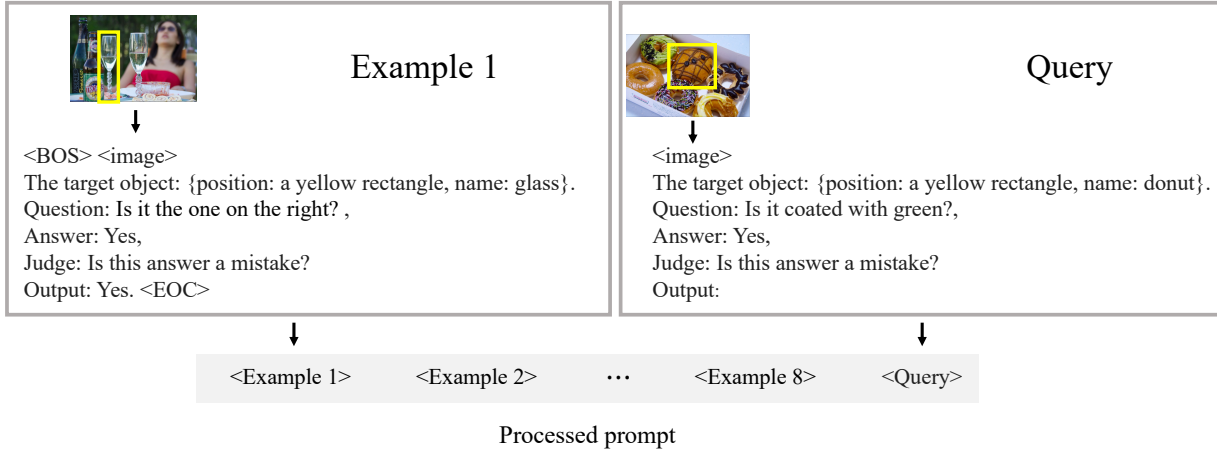 Example 1
<BOS> <image>
The target object: {position: a yellow rectangle, name: glass}.
Question: Is it the one on the right? ,
Answer: Yes,
Judge: Is this answer a mistake?
Output: Yes. <EOC>
Query
<image>
The target object: {position: a yellow rectangle, name: donut}.
Question: Is it coated with green?,
Answer: Yes,
Judge: Is this answer a mistake?
Output:
<Example 1> <Example 2> ... <Example 8> <Query>
Processed prompt